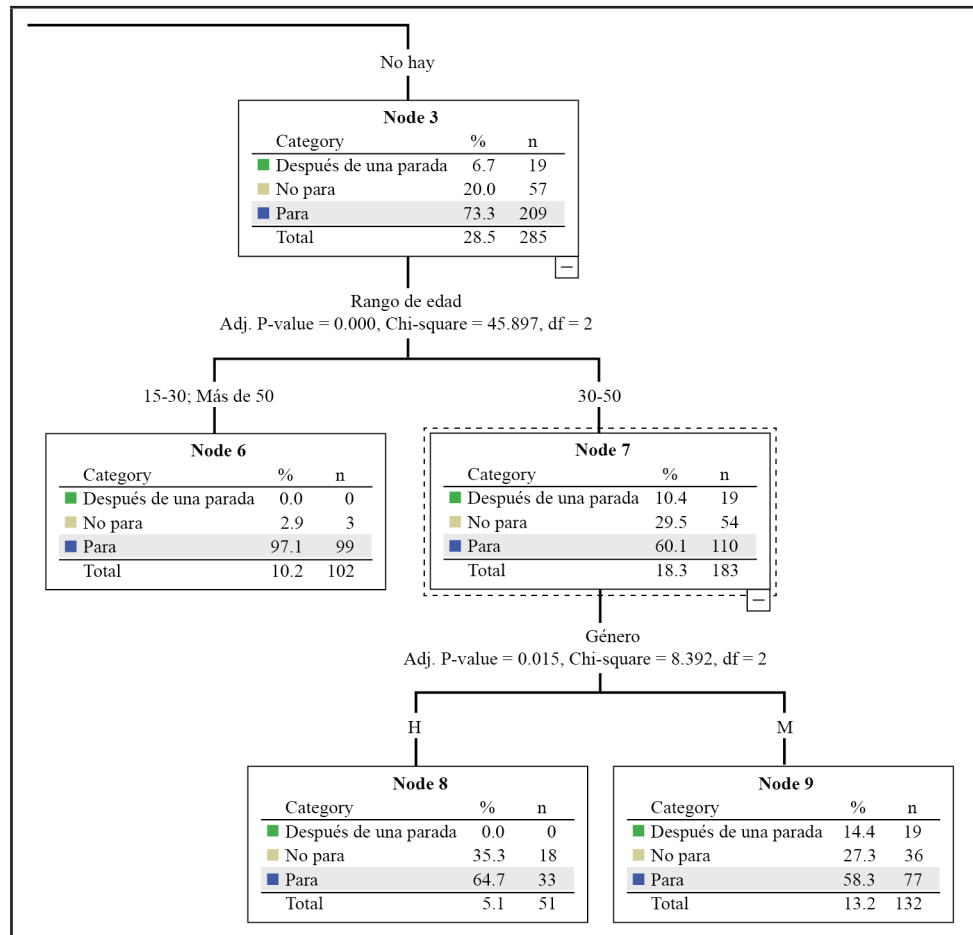 No hay
Node 3
Category % n
Después de una parada 6.7 19
No para 20.0 57
Para 73.3 209
Total 28.5 285
Rango de edad
Adj. P-value = 0.000, Chi-square = 45.897, df = 2
15-30; Más de 50
30-50
Node 6
Category % n
Después de una parada 0.0 0
No para 2.9 3
Para 97.1 99
Total 10.2 102
Node 7
Category % n
Después de una parada 10.4 19
No para 29.5 54
Para 60.1 110
Total 18.3 183
Género
Adj. P-value = 0.015, Chi-square = 8.392, df = 2
H
M
Node 8
Category % n
Después de una parada 0.0 0
No para 35.3 18
Para 64.7 33
Total 5.1 51
Node 9
Category % n
Después de una parada 14.4 19
No para 27.3 36
Para 58.3 77
Total 13.2 132